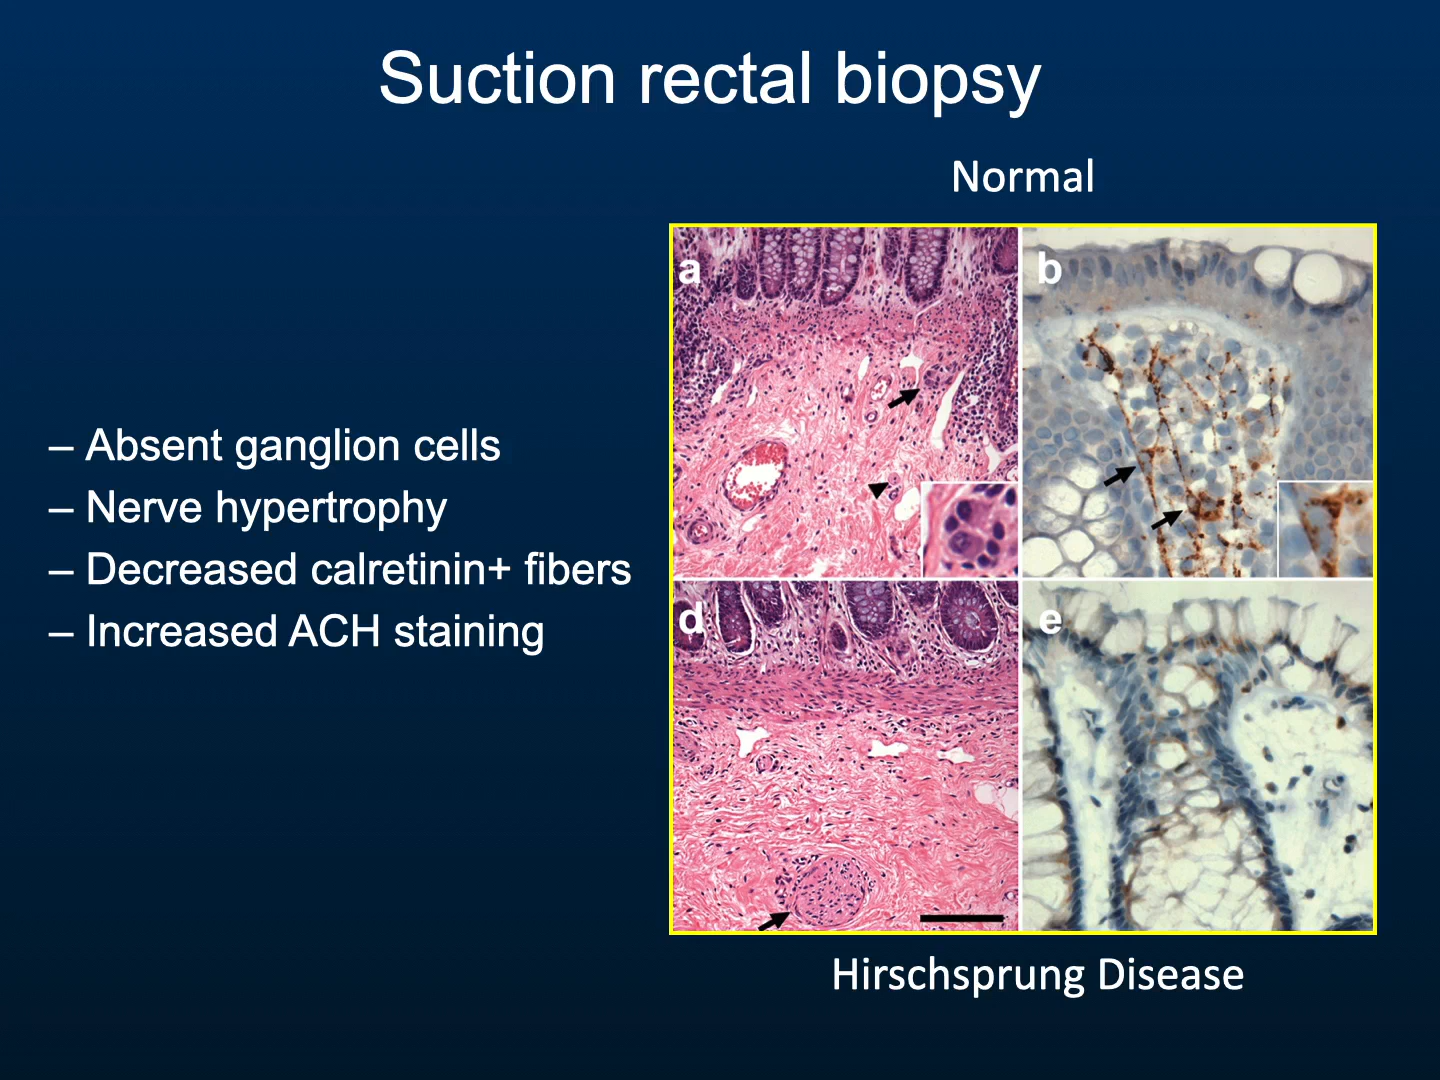 Suction rectal biopsy
Normal
– Absent ganglion cells
– Nerve hypertrophy
– Decreased calretinin+ fibers
– Increased ACH staining
a
b
d
e
Hirschsprung Disease